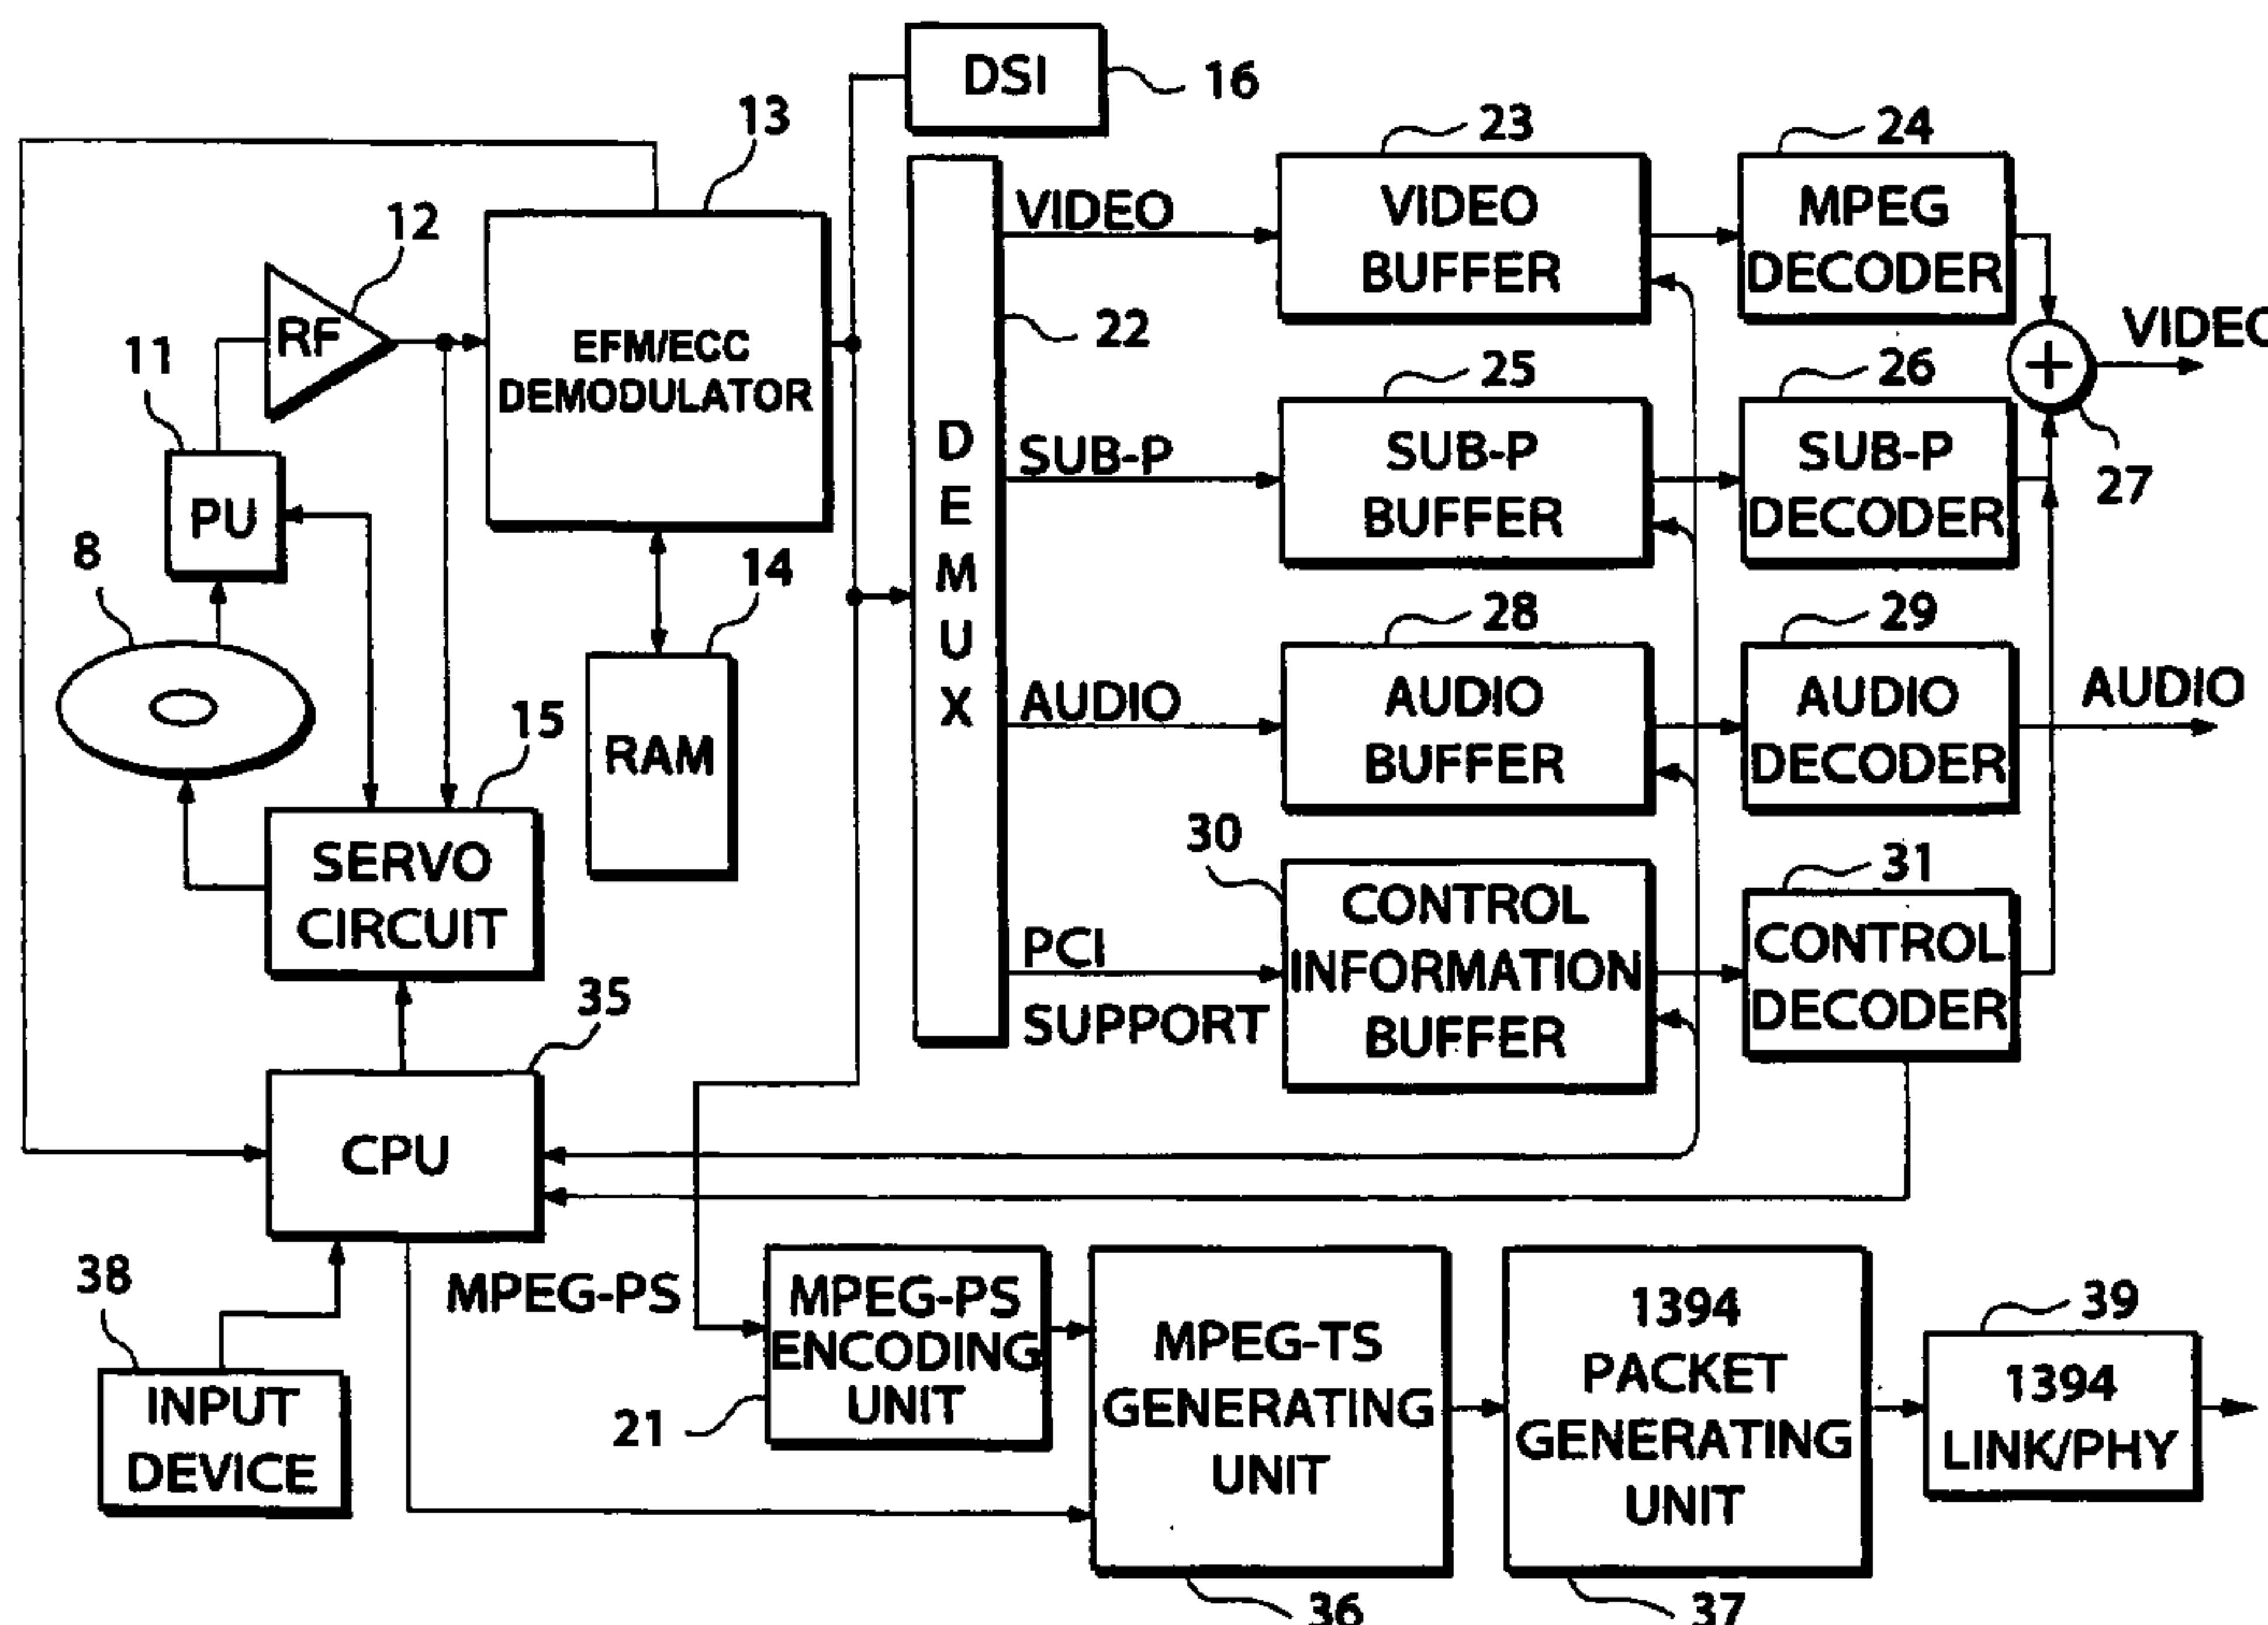 DSI
16
13
23
24
12
VIDEO
VIDEO
BUFFER
MPEG
DECODER
RF
EFM/ECC
DEMODULATOR
22
VIDEO
11
25
26
PU
D
E
M
U
X
SUB-P
SUB-P
BUFFER
SUB-P
DECODER
27
8
14
28
29
15
RAM
AUDIO
AUDIO
BUFFER
AUDIO
DECODER
AUDIO
SERVO
CIRCUIT
30
31
PCI
SUPPORT
CONTROL
INFORMATION
BUFFER
CONTROL
DECODER
35
CPU
38
MPEG-PS
MPEG-PS
ENCODING
UNIT
21
MPEG-TS
GENERATING
UNIT
1394
PACKET
GENERATING
UNIT
39
1394
LINK/PHY
INPUT
DEVICE
36
37